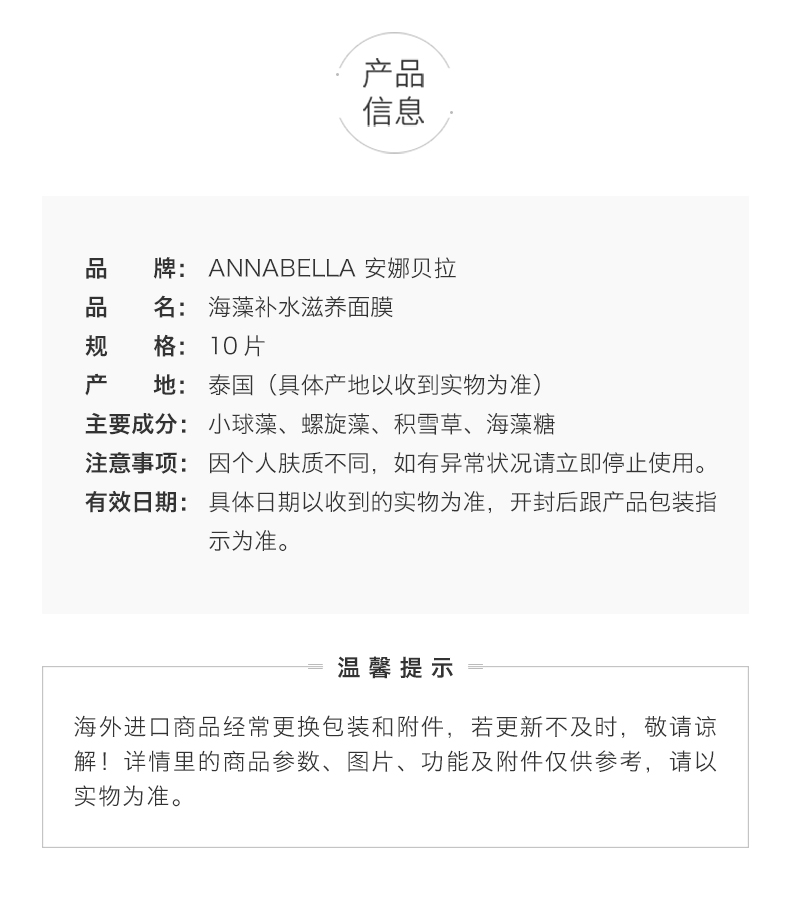 产品
信息
品 牌： ANNABELLA 安娜贝拉
品 名： 海藻补水滋养面膜
规 格： 10 片
产 地： 泰国（具体产地以收到实物为准）
主要成分： 小球藻、螺旋藻、积雪草、海藻糖
注意事项： 因个人肤质不同，如有异常状况请立即停止使用。
有效日期： 具体日期以收到的实物为准，开封后跟产品包装指
示为准。
温馨提示
海外进口商品经常更换包装和附件，若更新不及时，敬请谅
解！详情里的商品参数、图片、功能及附件仅供参考，请以
实物为准。